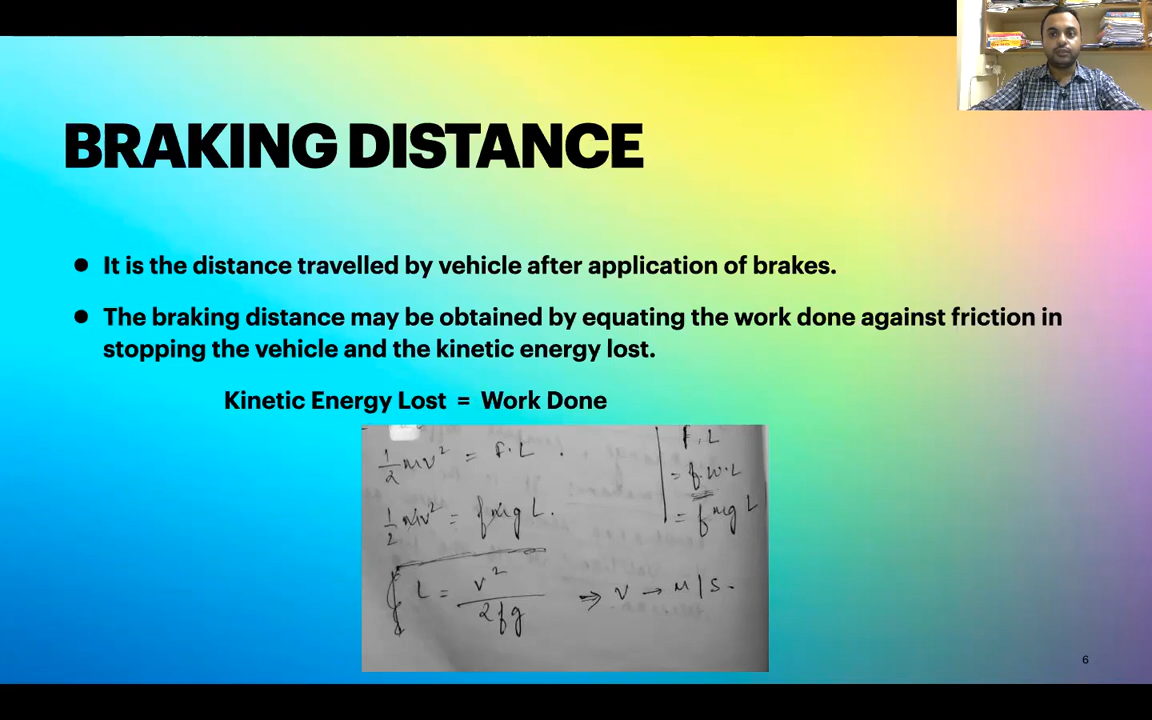 BRAKING DISTANCE
● It is the distance travelled by vehicle after application of brakes.
● The braking distance may be obtained by equating the work done against friction in
stopping the vehicle and the kinetic energy lost.
Kinetic Energy Lost = Work Done
1/2 mv² = F.L.
1/2 mv² = fmg L.
L = v² / 2fg ⇒ v → m/s.
F.L
= f.w.L
= fmg L
6